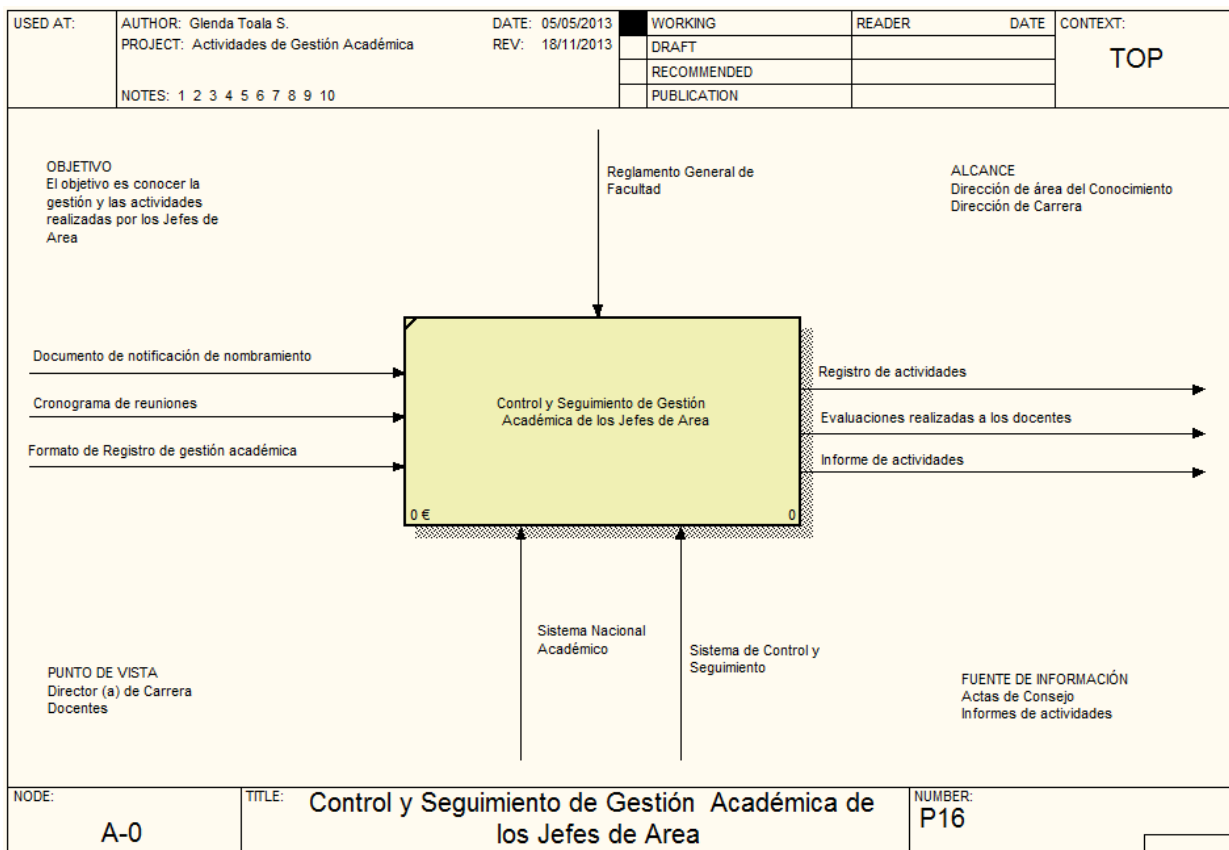 USED AT:
AUTHOR: Glenda Toala S.
DATE: 05/05/2013
PROJECT: Actividades de Gestión Académica
REV: 18/11/2013
NOTES: 1 2 3 4 5 6 7 8 9 10
WORKING
DRAFT
RECOMMENDED
PUBLICATION
READER
DATE
CONTEXT:
TOP
OBJETIVO
El objetivo es conocer la
gestión y las actividades
realizadas por los Jefes de
Area
Reglamento General de
Facultad
ALCANCE
Dirección de área del Conocimiento
Dirección de Carrera
Documento de notificación de nombramiento
Cronograma de reuniones
Formato de Registro de gestión académica
Control y Seguimiento de Gestión
Académica de los Jefes de Area
0 €
0
Registro de actividades
Evaluaciones realizadas a los docentes
Informe de actividades
Sistema Nacional
Académico
Sistema de Control y
Seguimiento
PUNTO DE VISTA
Director (a) de Carrera
Docentes
FUENTE DE INFORMACIÓN
Actas de Consejo
Informes de actividades
NODE:
A-0
TITLE:
Control y Seguimiento de Gestión Académica de
los Jefes de Area
NUMBER:
P16